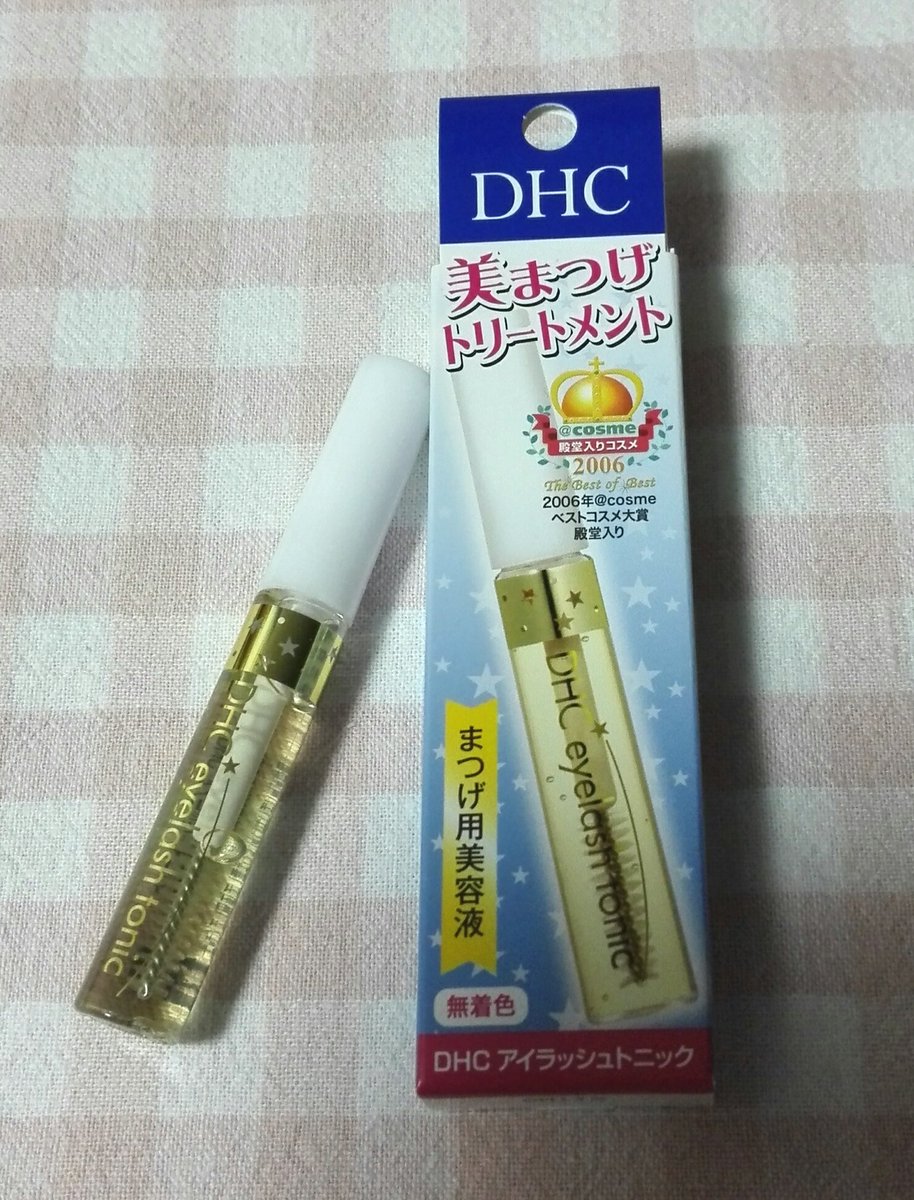 DHC
美まつげ
トリートメント
@cosme
殿堂入りコスメ
2006
The Best of Best
2006年@cosme
ベストコスメ大賞
殿堂入り
DHC eyelash tonic
まつげ用美容液
無着色
DHC アイラッシュトニック
DHC eyelash tonic